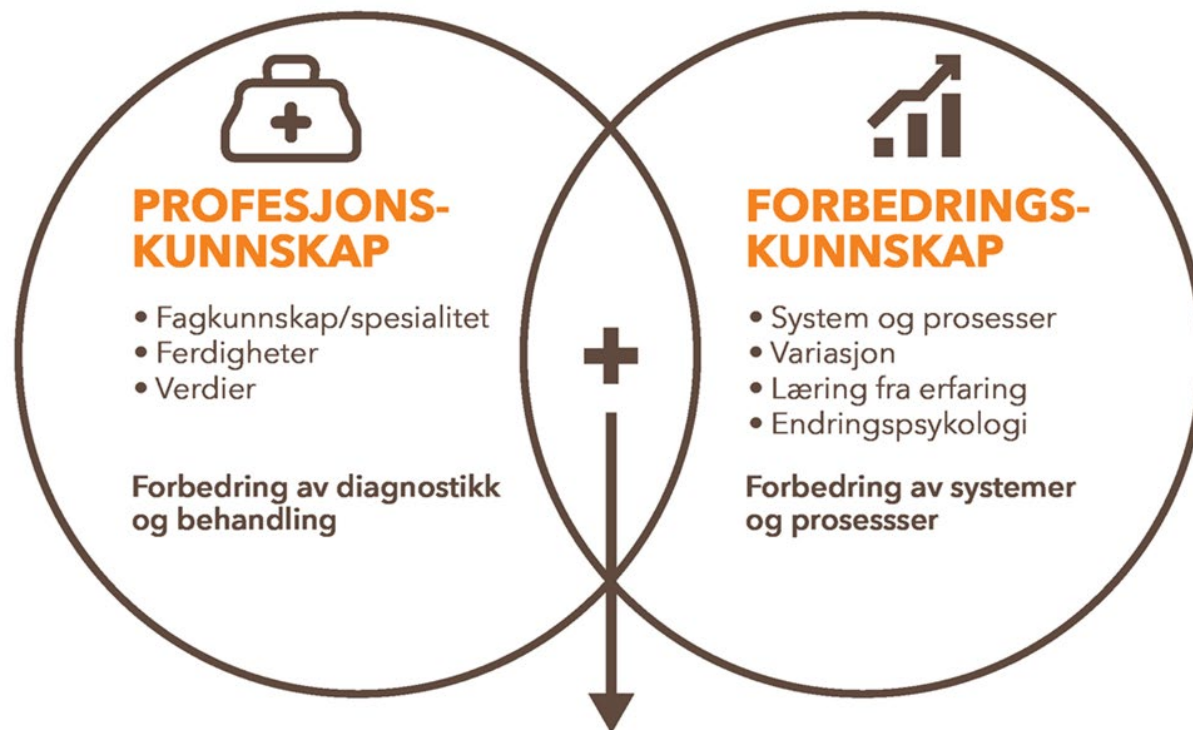 PROFESJONS-
KUNNSKAP
• Fagkunnskap/spesialitet
• Ferdigheter
• Verdier
Forbedring av diagnostikk
og behandling
FORBEDRINGS-
KUNNSKAP
• System og prosesser
• Variasjon
• Læring fra erfaring
• Endringspsykologi
Forbedring av systemer
og prosessser